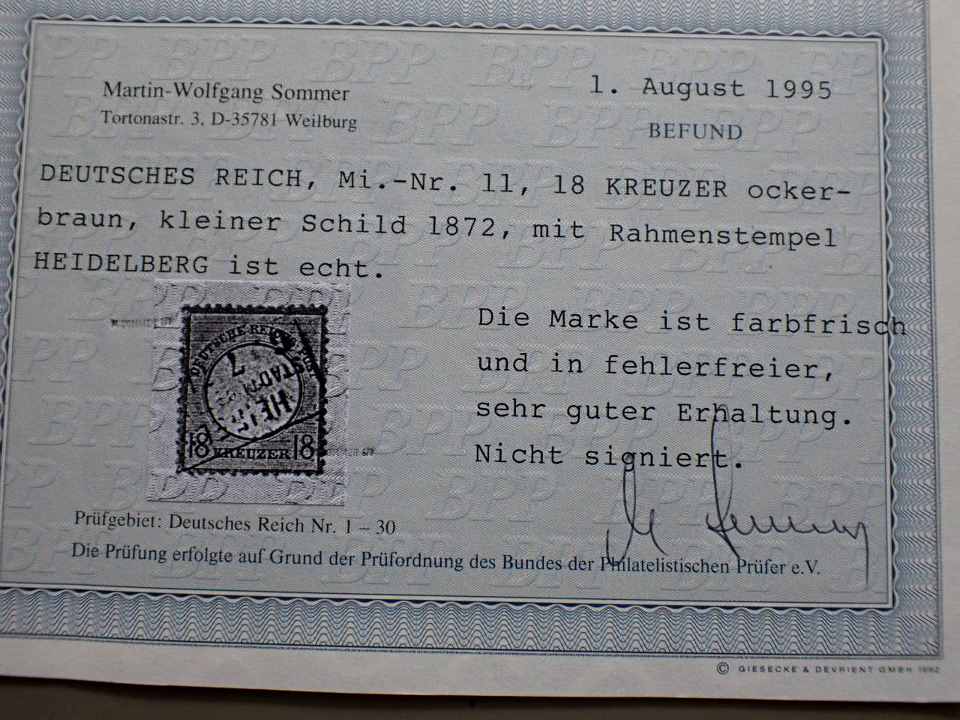 Martin-Wolfgang Sommer
Tortonastr. 3, D-35781 Weilburg
1. August 1995
BEFUND
DEUTSCHES REICH, Mi.-Nr. 11, 18 KREUZER ocker-
braun, kleiner Schild 1872, mit Rahmenstempel
HEIDELBERG ist echt.
DEUTSCHE REICHS
18 KREUZER 18
Die Marke ist farbfrisch
und in fehlerfreier,
sehr guter Erhaltung.
Nicht signiert.
Prüfgebiet: Deutsches Reich Nr. 1 – 30
Die Prüfung erfolgte auf Grund der Prüfordnung des Bundes der Philatelistischen Prüfer e.V.
© GIESECKE & DEVRIENT GMBH 1992